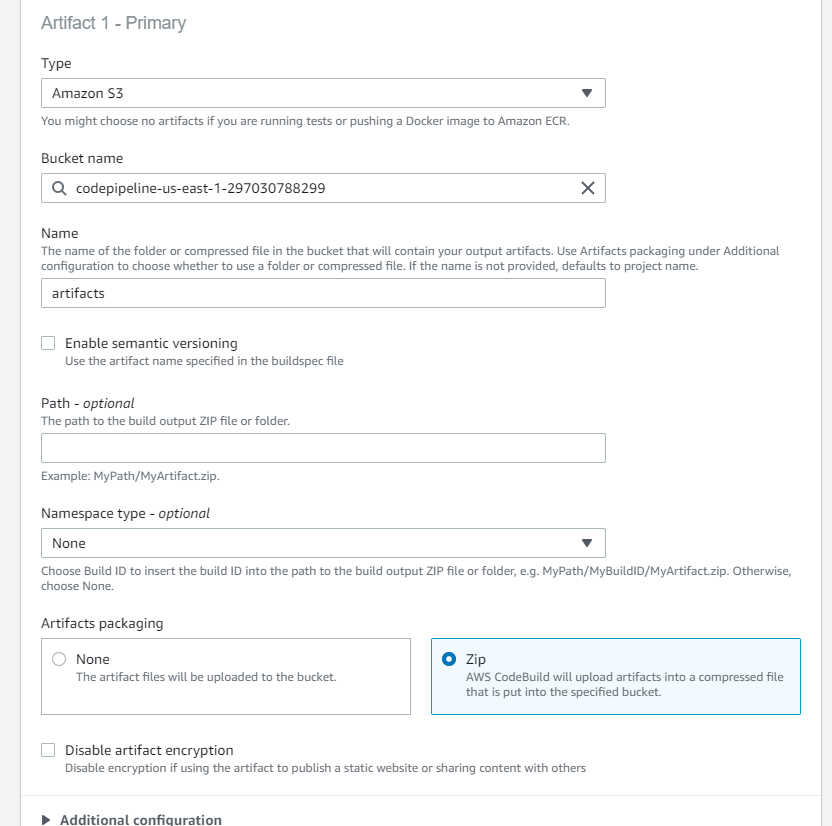 Artifact 1 - Primary
Type
Amazon S3
You might choose no artifacts if you are running tests or pushing a Docker image to Amazon ECR.
Bucket name
codepipeline-us-east-1-297030788299
Name
The name of the folder or compressed file in the bucket that will contain your output artifacts. Use Artifacts packaging under Additional
configuration to choose whether to use a folder or compressed file. If the name is not provided, defaults to project name.
artifacts
Enable semantic versioning
Use the artifact name specified in the buildspec file
Path - optional
The path to the build output ZIP file or folder.
Example: MyPath/MyArtifact.zip.
Namespace type - optional
None
Choose Build ID to insert the build ID into the path to the build output ZIP file or folder, e.g. MyPath/MyBuildID/MyArtifact.zip. Otherwise,
choose None.
Artifacts packaging
None
The artifact files will be uploaded to the bucket.
Zip
AWS CodeBuild will upload artifacts into a compressed file
that is put into the specified bucket.
Disable artifact encryption
Disable encryption if using the artifact to publish a static website or sharing content with others
Additional configuration